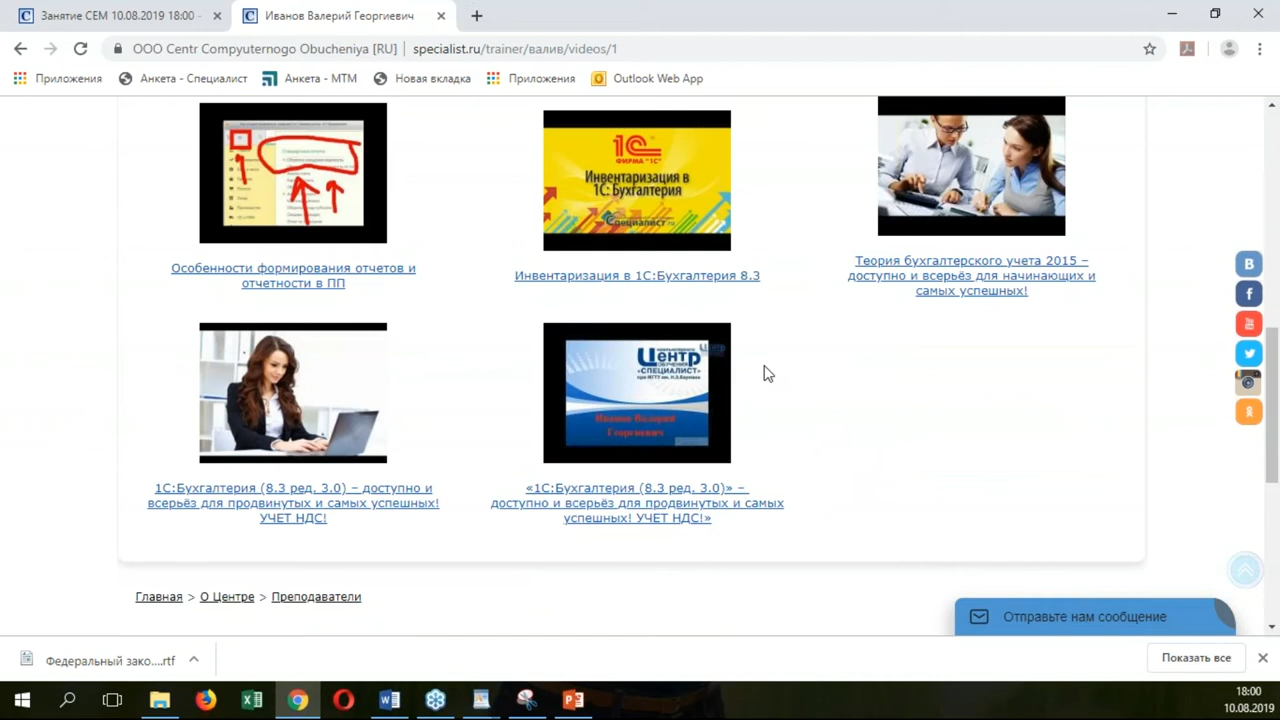 Занятие СЕМ 10.08.2019 18:00 -
Иванов Валерий Георгиевич
ООО Centr Compyuternogo Obucheniya [RU]
specialist.ru/trainer/валив/videos/1
Приложения
Анкета - Специалист
Анкета - МТМ
Новая вкладка
Приложения
Outlook Web App
ФИРМА "1С"
Инвентаризация в
1С: Бухгалтерия
Специалист.ru
Особенности формирования отчетов и
отчетности в ПП
Инвентаризация в 1С:Бухгалтерия 8.3
Теория бухгалтерского учета 2015 –
доступно и всерьёз для начинающих и
самых успешных!
Центр
Иванов Валерий
Георгиевич
1С:Бухгалтерия (8.3 ред. 3.0) – доступно и
всерьёз для продвинутых и самых успешных!
УЧЕТ НДС!
«1С:Бухгалтерия (8.3 ред. 3.0)» –
доступно и всерьёз для продвинутых и самых
успешных! УЧЕТ НДС!»
Главная > О Центре > Преподаватели
Отправьте нам сообщение
Федеральный зако....rtf
Показать все
18:00
10.08.2019